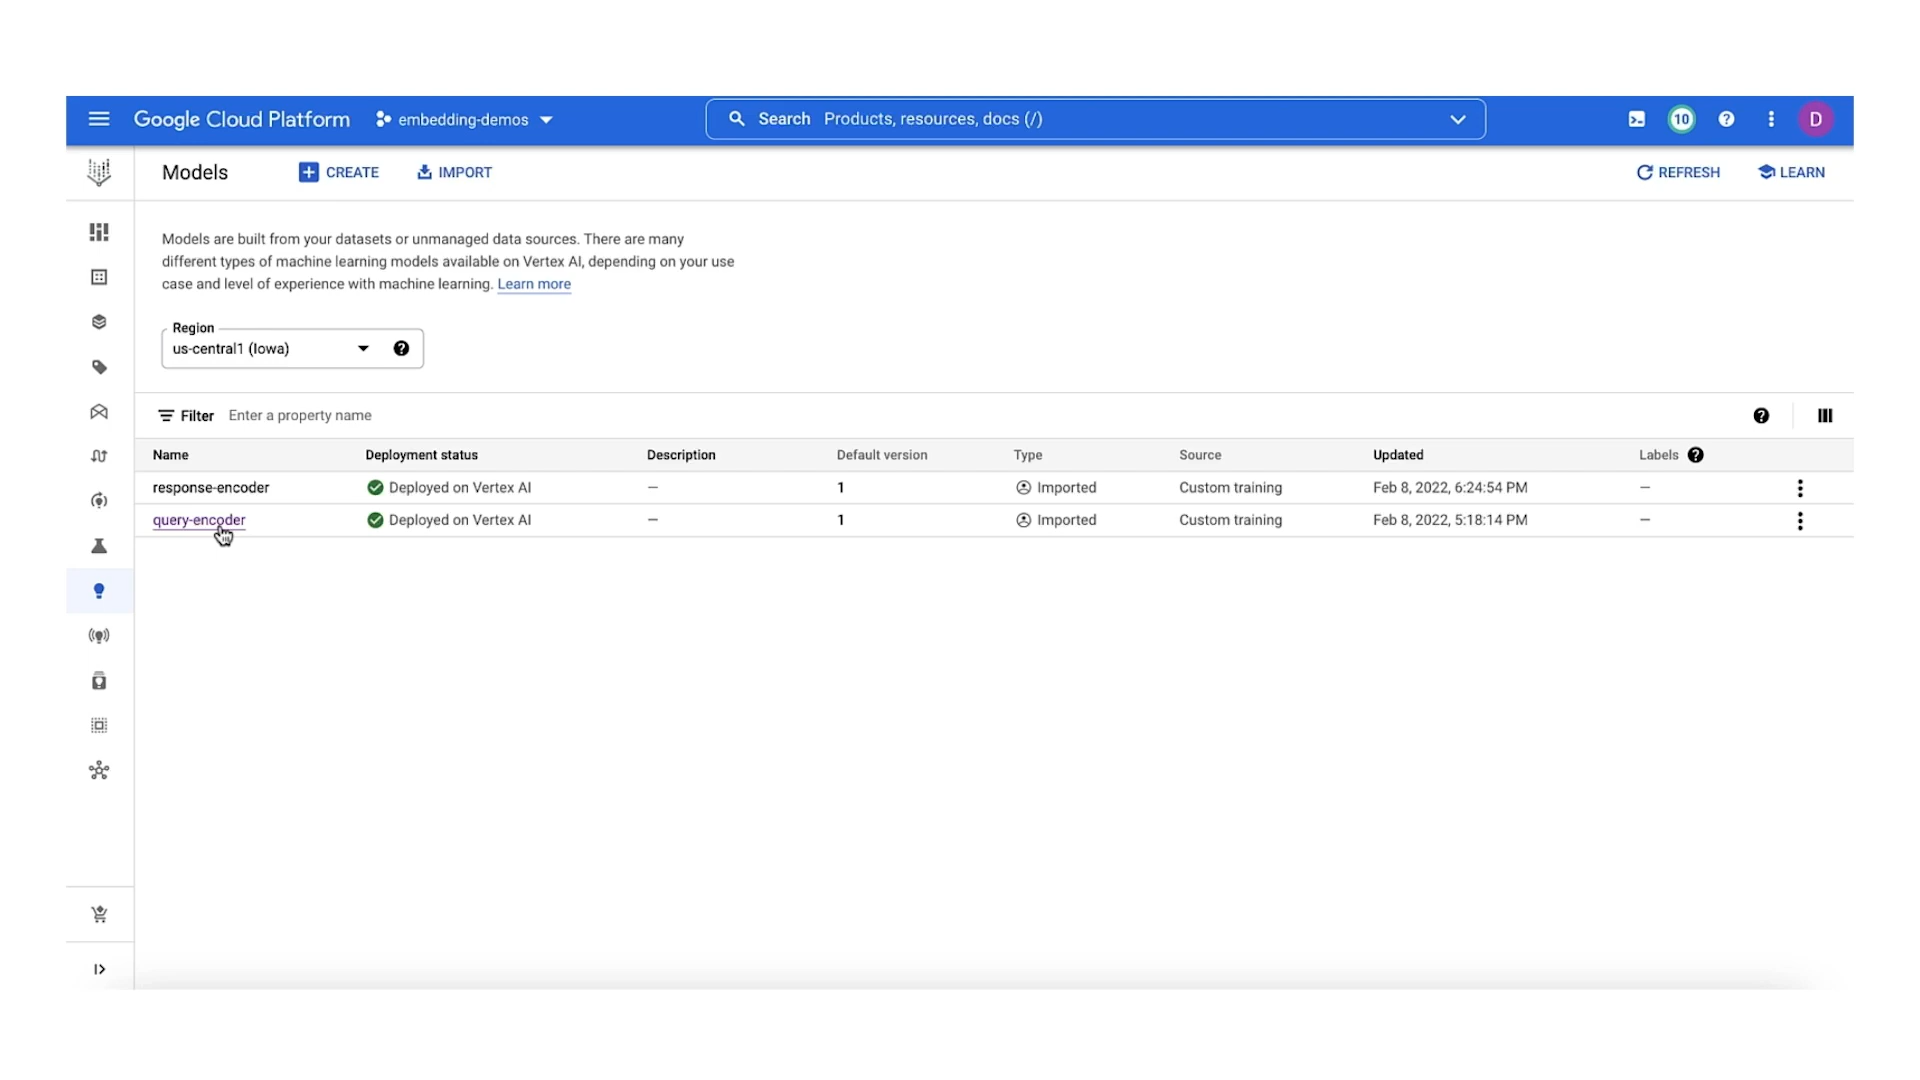 Google Cloud Platform embedding-demos Search Products, resources, docs (/) 10 ? D
Models CREATE IMPORT REFRESH LEARN
Models are built from your datasets or unmanaged data sources. There are many
different types of machine learning models available on Vertex AI, depending on your use
case and level of experience with machine learning. Learn more
Region
us-central1 (Iowa) ?
Filter Enter a property name ?
Name Deployment status Description Default version Type Source Updated Labels ?
response-encoder Deployed on Vertex AI — 1 Imported Custom training Feb 8, 2022, 6:24:54 PM —
query-encoder Deployed on Vertex AI — 1 Imported Custom training Feb 8, 2022, 5:18:14 PM —